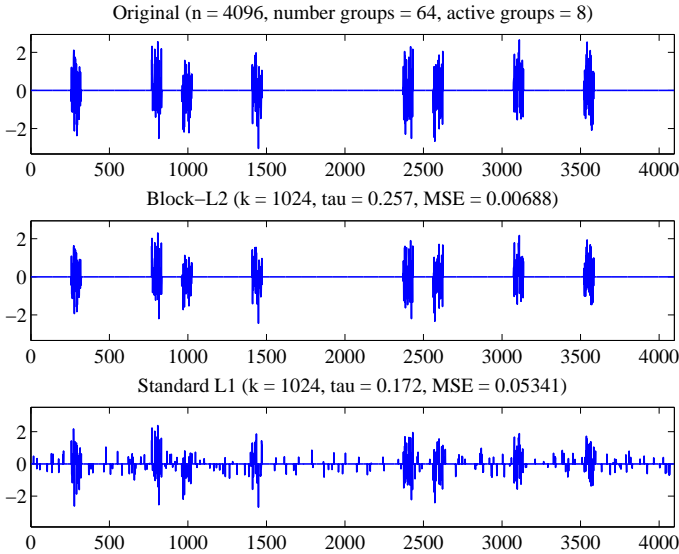 Original (n = 4096, number groups = 64, active groups = 8)
2
0
−2
0 500 1000 1500 2000 2500 3000 3500 4000
Block−L2 (k = 1024, tau = 0.257, MSE = 0.00688)
2
0
−2
0 500 1000 1500 2000 2500 3000 3500 4000
Standard L1 (k = 1024, tau = 0.172, MSE = 0.05341)
2
0
−2
0 500 1000 1500 2000 2500 3000 3500 4000